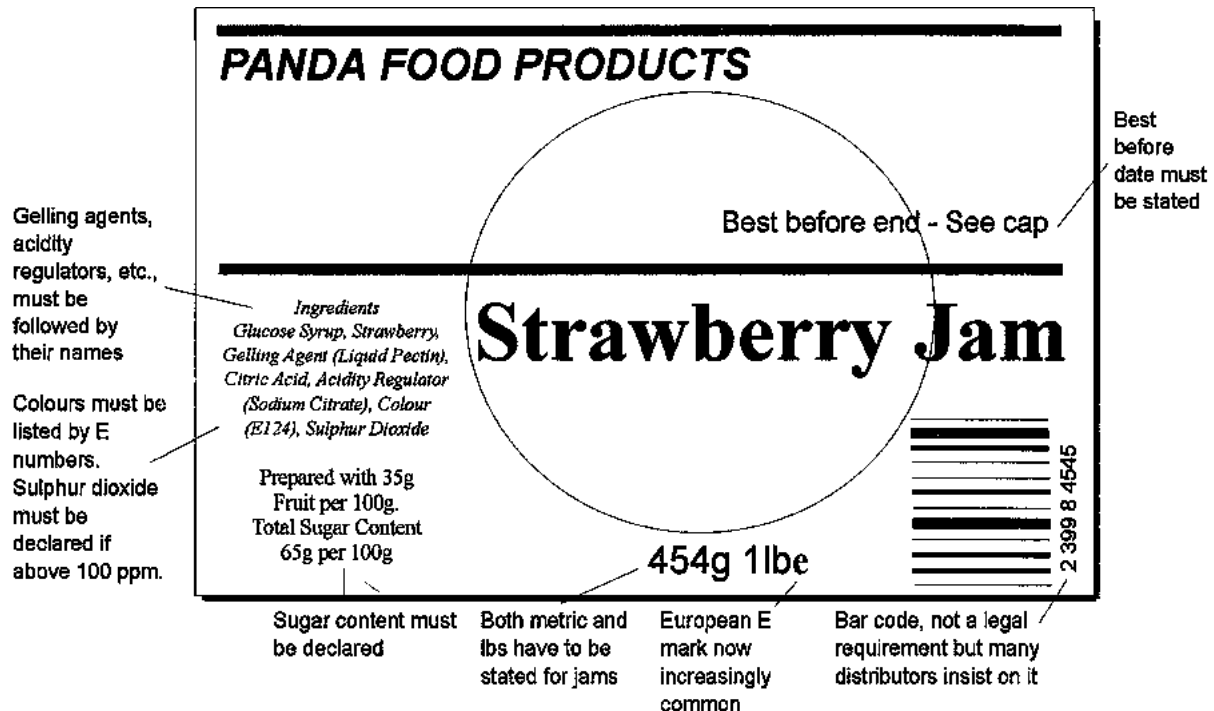 PANDA FOOD PRODUCTS
Best
before
date must
be stated
Best before end - See cap
Gelling agents,
acidity
regulators, etc.,
must be
followed by
their names
Colours must be
listed by E
numbers.
Sulphur dioxide
must be
declared if
above 100 ppm.
Ingredients
Glucose Syrup, Strawberry,
Gelling Agent (Liquid Pectin),
Citric Acid, Acidity Regulator
(Sodium Citrate), Colour
(E124), Sulphur Dioxide
Strawberry Jam
Prepared with 35g
Fruit per 100g.
Total Sugar Content
65g per 100g
454g 1lbe
2 399 8 4545
Sugar content must
be declared
Both metric and
lbs have to be
stated for jams
European E
mark now
increasingly
common
Bar code, not a legal
requirement but many
distributors insist on it